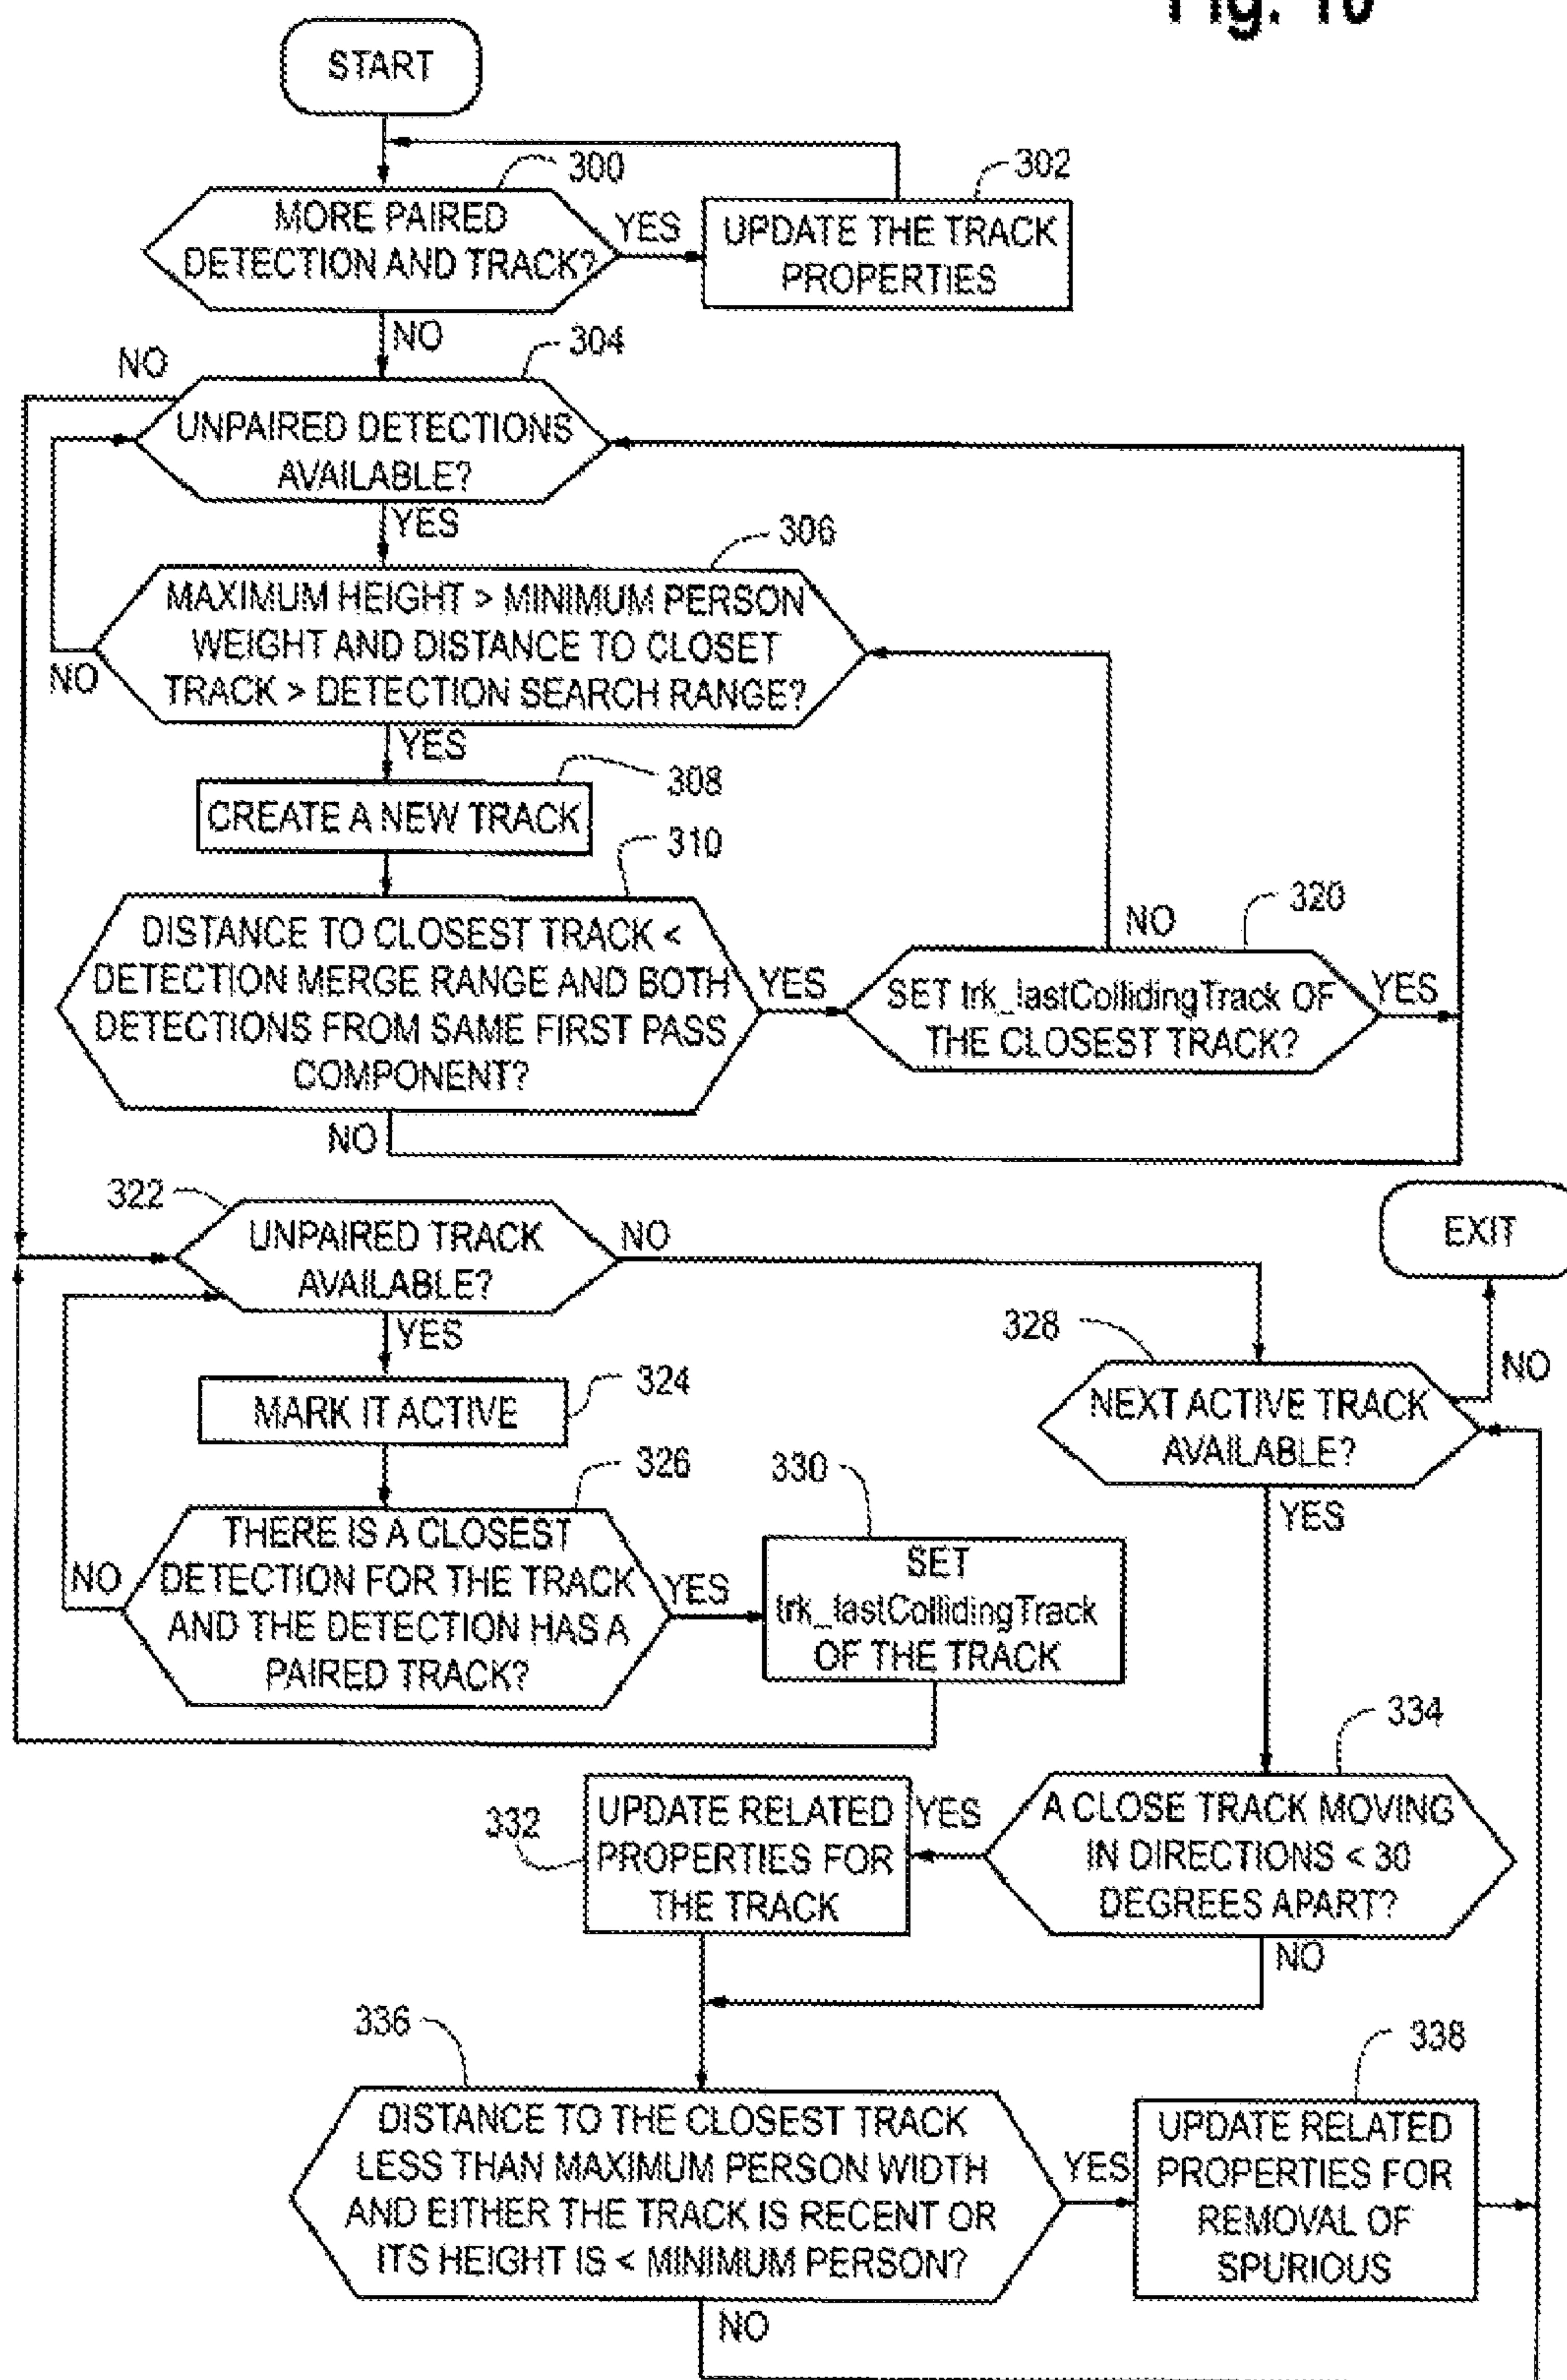 START
300
302
MORE PAIRED
DETECTION AND TRACK?
YES
UPDATE THE TRACK
PROPERTIES
NO
304
NO
UNPAIRED DETECTIONS
AVAILABLE?
YES
306
MAXIMUM HEIGHT > MINIMUM PERSON
WEIGHT AND DISTANCE TO CLOSET
TRACK > DETECTION SEARCH RANGE?
NO
YES
308
CREATE A NEW TRACK
310
DISTANCE TO CLOSEST TRACK <
DETECTION MERGE RANGE AND BOTH
DETECTIONS FROM SAME FIRST PASS
COMPONENT?
YES
NO
320
SET trk_lastCollidingTrack OF
THE CLOSEST TRACK?
YES
NO
322
UNPAIRED TRACK
AVAILABLE?
NO
EXIT
YES
328
NO
324
MARK IT ACTIVE
NEXT ACTIVE TRACK
AVAILABLE?
326
330
YES
THERE IS A CLOSEST
DETECTION FOR THE TRACK
AND THE DETECTION HAS A
PAIRED TRACK?
NO
YES
SET
trk_lastCollidingTrack
OF THE TRACK
334
332
UPDATE RELATED
PROPERTIES FOR
THE TRACK
YES
A CLOSE TRACK MOVING
IN DIRECTIONS < 30
DEGREES APART?
NO
336
338
DISTANCE TO THE CLOSEST TRACK
LESS THAN MAXIMUM PERSON WIDTH
AND EITHER THE TRACK IS RECENT OR
ITS HEIGHT IS < MINIMUM PERSON?
YES
UPDATE RELATED
PROPERTIES FOR
REMOVAL OF
SPURIOUS
NO